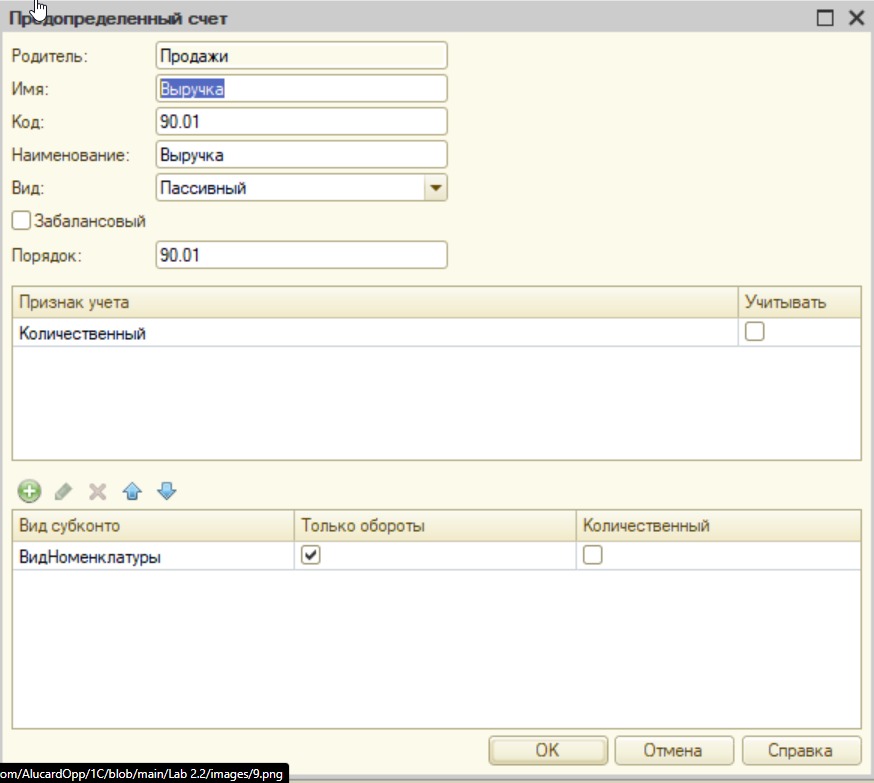 Предопределенный счет
Родитель: Продажи
Имя: Выручка
Код: 90.01
Наименование: Выручка
Вид: Пассивный
Забалансовый
Порядок: 90.01
Признак учета Учитывать
Количественный
Вид субконто Только обороты Количественный
ВидНоменклатуры
ОК Отмена Справка
om/AlucardOpp/1C/blob/main/Lab 2.2/images/9.png